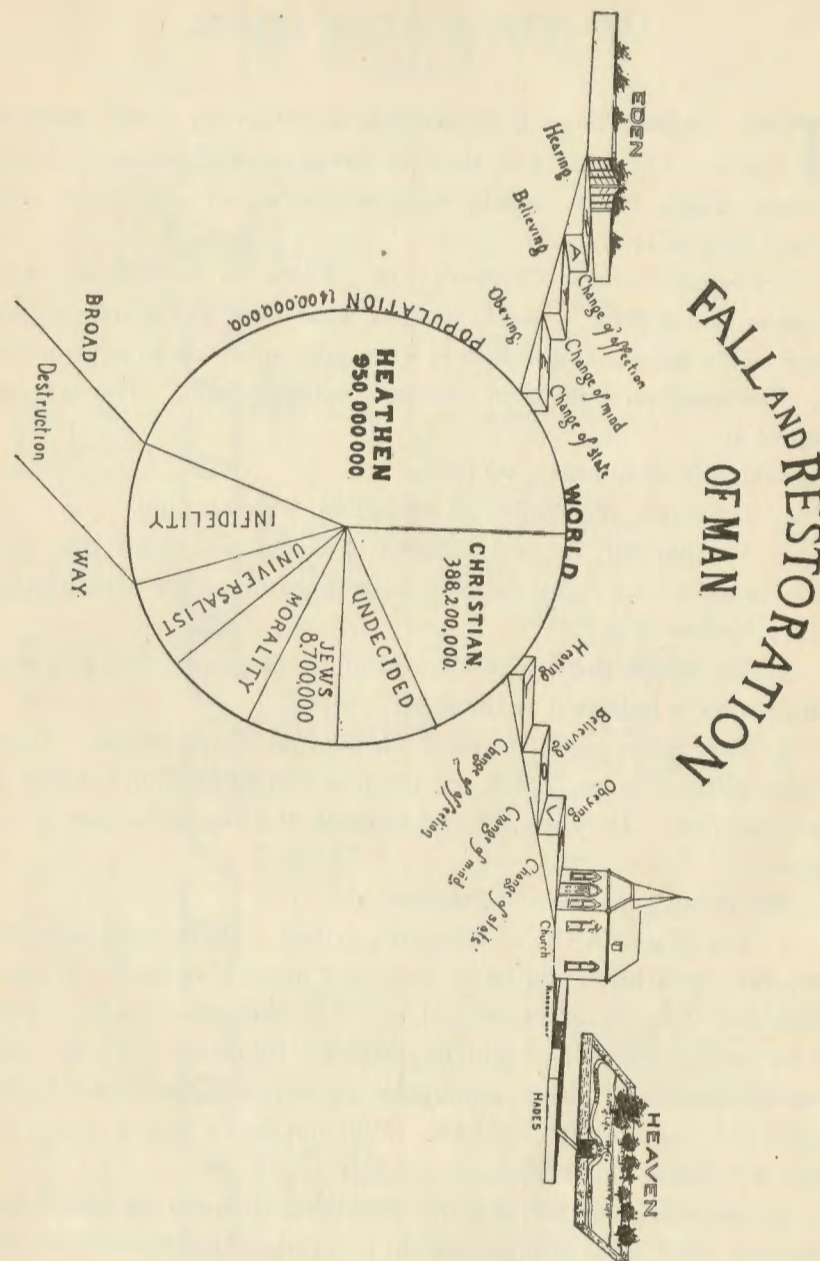 FALL AND RESTORATION
OF MAN
EDEN
Hearing.
Believing
Obeying.
Change of affection
Change of mind
Change of state
A
WORLD
POPULATION 1400.000.000,
HEATHEN
950,000000
CHRISTIAN.
388,200,000.
UNDECIDED
JEWS
8,700,000
MORALITY
UNIVERSALIST
INFIDELITY
BROAD
Destruction
WAY.
Hearing
Believing
Obeying
Change of affection
Change of mind
Change of state.
Church
HADES
HEAVEN